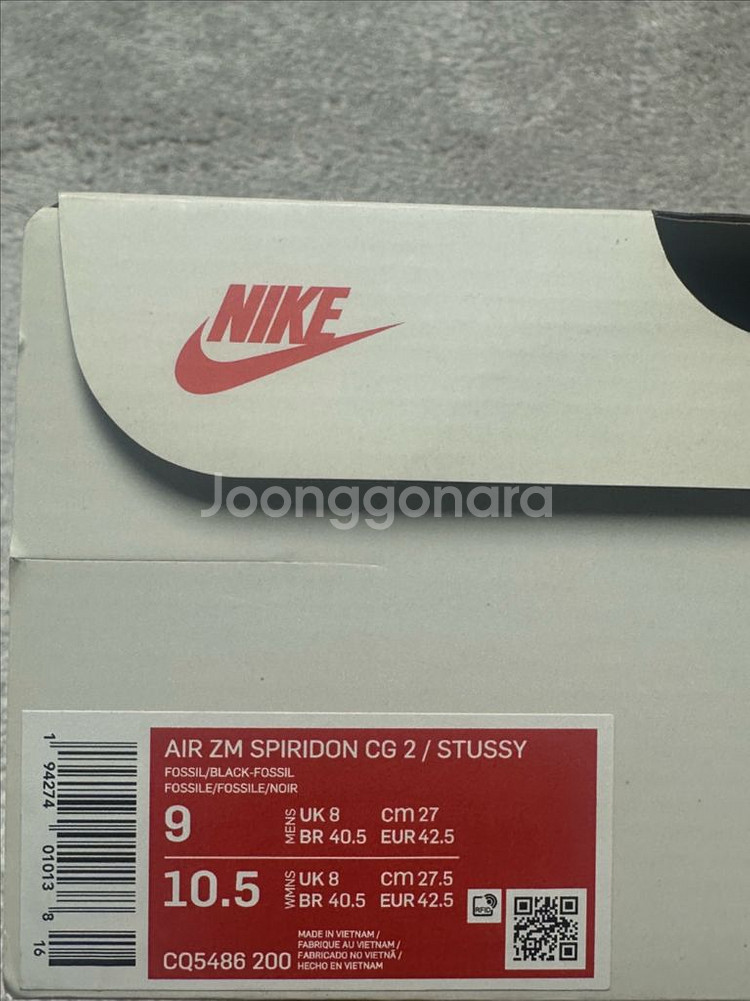 NIKE
Joonggonara
AIR ZM SPIRIDON CG 2 / STUSSY
FOSSIL/BLACK-FOSSIL
FOSSILE/FOSSILE/NOIR
9 MENS UK 8 cm 27
BR 40.5 EUR 42.5
10.5 WMNS UK 8 cm 27.5
BR 40.5 EUR 42.5
RFID
MADE IN VIETNAM /
FABRIQUE AU VIETNAM /
FABRICADO NO VIETNÃ /
HECHO EN VIETNAM
CQ5486 200
1 94274 01013 8 16